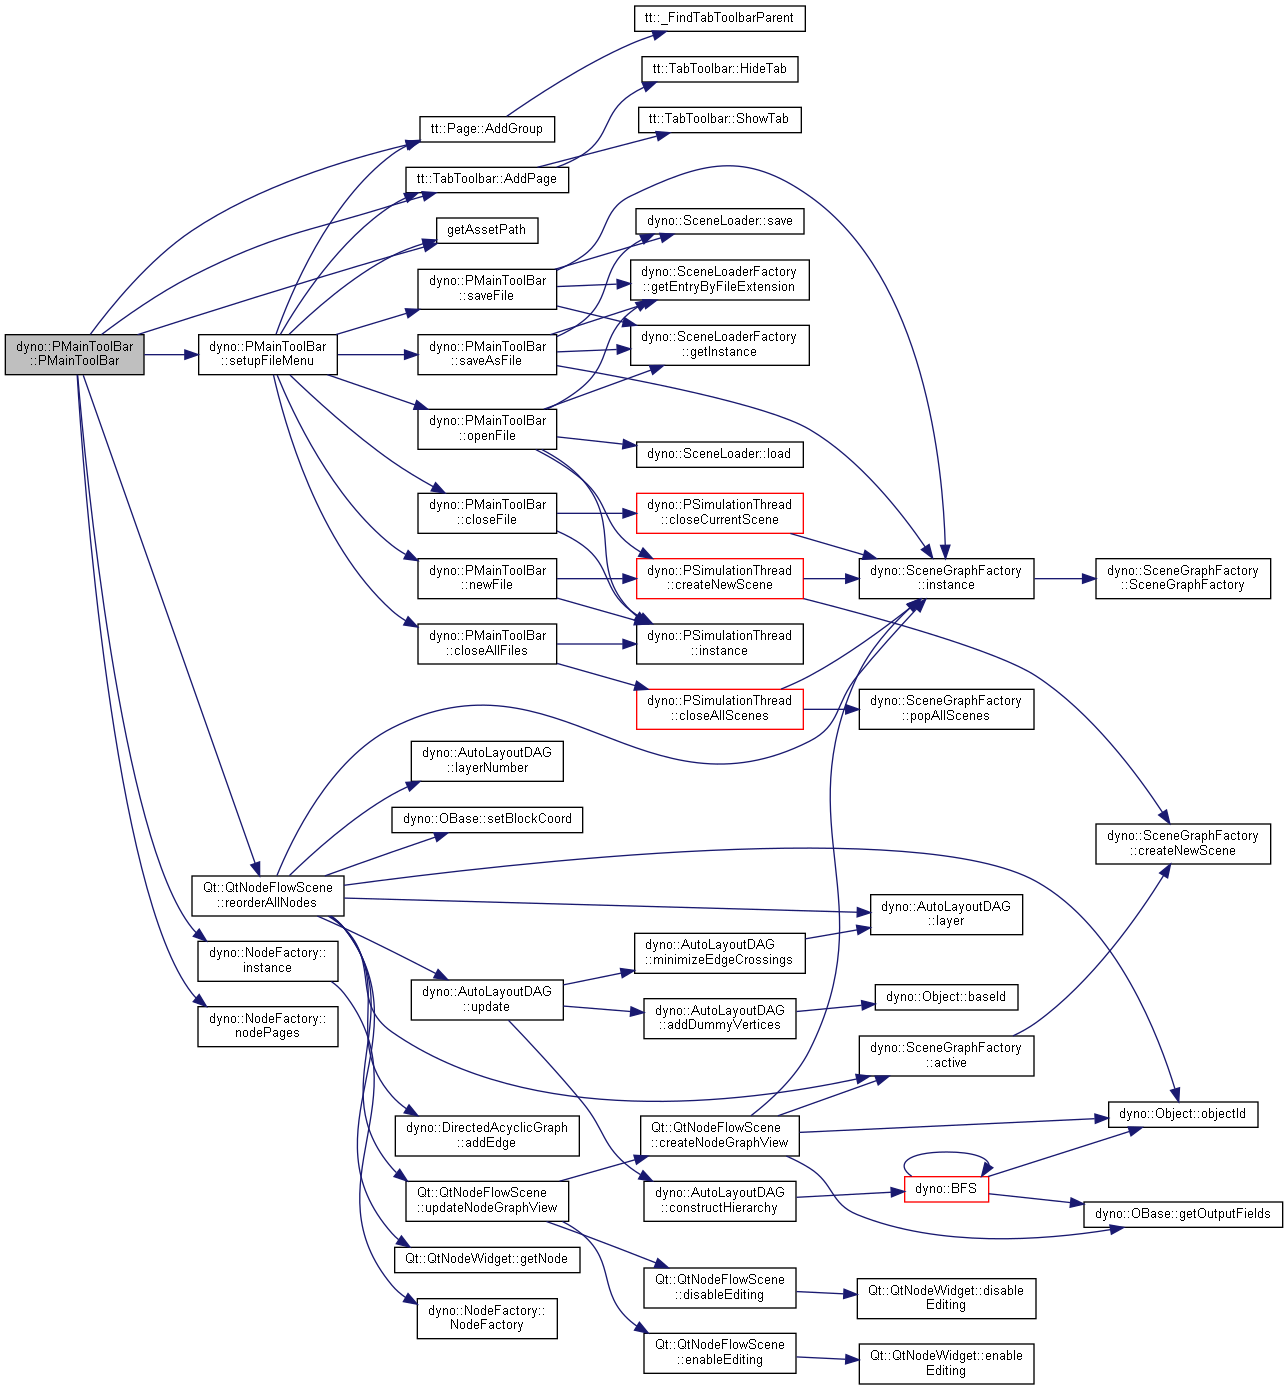 tt::_FindTabToolbarParent
tt::TabToolbar::HideTab
tt::TabToolbar::ShowTab
tt::Page::AddGroup
tt::TabToolbar::AddPage
getAssetPath
dyno::SceneLoader::save
dyno::PMainToolBar
::saveFile
dyno::SceneLoaderFactory
::getEntryByFileExtension
dyno::PMainToolBar
::PMainToolBar
dyno::PMainToolBar
::setupFileMenu
dyno::PMainToolBar
::saveAsFile
dyno::SceneLoaderFactory
::getInstance
dyno::PMainToolBar
::openFile
dyno::SceneLoader::load
dyno::PMainToolBar
::closeFile
dyno::PSimulationThread
::closeCurrentScene
dyno::PMainToolBar
::newFile
dyno::PSimulationThread
::createNewScene
dyno::SceneGraphFactory
::instance
dyno::SceneGraphFactory
::SceneGraphFactory
dyno::PMainToolBar
::closeAllFiles
dyno::PSimulationThread
::instance
dyno::PSimulationThread
::closeAllScenes
dyno::SceneGraphFactory
::popAllScenes
dyno::AutoLayoutDAG
::layerNumber
dyno::OBase::setBlockCoord
dyno::SceneGraphFactory
::createNewScene
Qt::QtNodeFlowScene
::reorderAllNodes
dyno::AutoLayoutDAG
::layer
dyno::NodeFactory::
instance
dyno::AutoLayoutDAG
::minimizeEdgeCrossings
dyno::AutoLayoutDAG
::update
dyno::Object::baseId
dyno::NodeFactory::
nodePages
dyno::AutoLayoutDAG
::addDummyVertices
dyno::SceneGraphFactory
::active
dyno::DirectedAcyclicGraph
::addEdge
Qt::QtNodeFlowScene
::createNodeGraphView
dyno::Object::objectId
Qt::QtNodeFlowScene
::updateNodeGraphView
dyno::AutoLayoutDAG
::constructHierarchy
dyno::BFS
dyno::OBase::getOutputFields
Qt::QtNodeWidget::getNode
Qt::QtNodeFlowScene
::disableEditing
Qt::QtNodeWidget::disable
Editing
dyno::NodeFactory::
NodeFactory
Qt::QtNodeFlowScene
::enableEditing
Qt::QtNodeWidget::enable
Editing